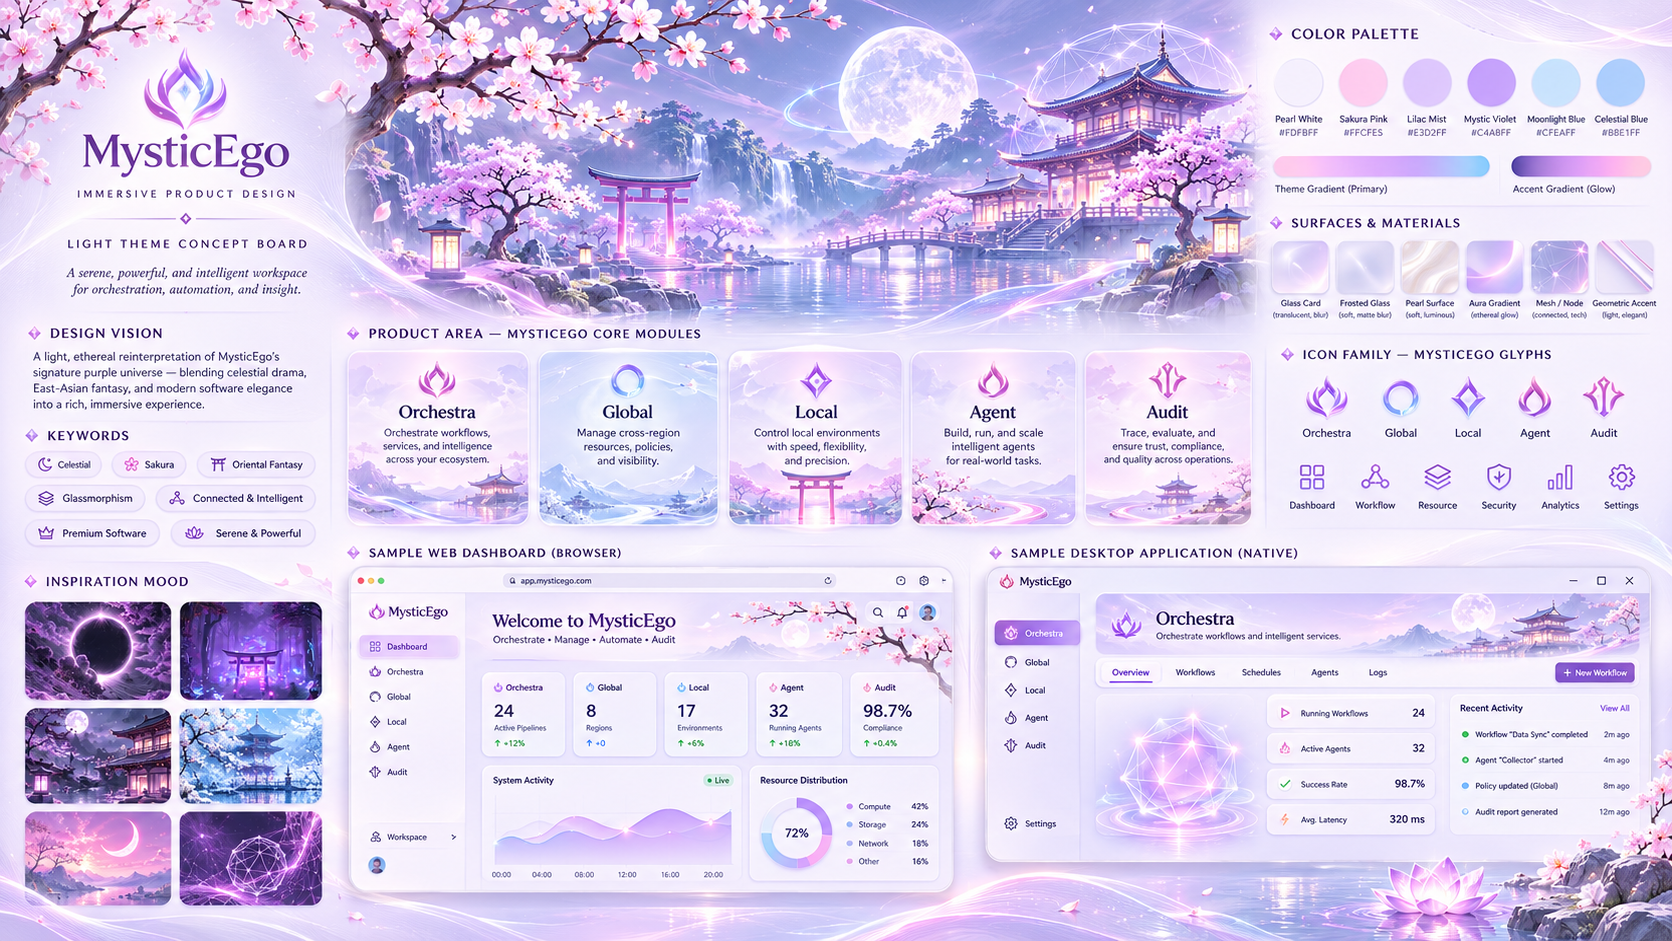 MysticEgo
IMMERSIVE PRODUCT DESIGN
LIGHT THEME CONCEPT BOARD
A serene, powerful, and intelligent workspace
for orchestration, automation, and insight.
DESIGN VISION
A light, ethereal reinterpretation of MysticEgo's
signature purple universe — blending celestial drama,
East-Asian fantasy, and modern software elegance
into a rich, immersive experience.
KEYWORDS
Celestial
Sakura
Oriental Fantasy
Glassmorphism
Connected & Intelligent
Premium Software
Serene & Powerful
INSPIRATION MOOD
PRODUCT AREA — MYSTICEGO CORE MODULES
Orchestra
Orchestrate workflows,
services, and intelligence
across your ecosystem.
Global
Manage cross-region
resources, policies,
and visibility.
Local
Control local environments
with speed, flexibility,
and precision.
Agent
Build, run, and scale
intelligent agents
for real-world tasks.
Audit
Trace, evaluate, and
ensure trust, compliance,
and quality across operations.
COLOR PALETTE
Pearl White
#FDFBFF
Sakura Pink
#FFCFE5
Lilac Mist
#E3D2FF
Mystic Violet
#C4A8FF
Moonlight Blue
#CFEAFF
Celestial Blue
#BBE1FF
Theme Gradient (Primary)
Accent Gradient (Glow)
SURFACES & MATERIALS
Glass Card
(translucent, blur)
Frosted Glass
(soft, matte blur)
Pearl Surface
(soft, luminous)
Aura Gradient
(ethereal glow)
Mesh / Node
(connected, tech)
Geometric Accent
(light, elegant)
ICON FAMILY — MYSTICEGO GLYPHS
Orchestra
Global
Local
Agent
Audit
Dashboard
Workflow
Resource
Security
Analytics
Settings
SAMPLE WEB DASHBOARD (BROWSER)
app.mysticego.com
MysticEgo
Dashboard
Orchestra
Global
Local
Agent
Audit
Workspace
Welcome to MysticEgo
Orchestrate • Manage • Automate • Audit
Orchestra
24
Active Pipelines
↑ +12%
Global
8
Regions
↑ +0
Local
17
Environments
↑ +6%
Agent
32
Running Agents
↑ +18%
Audit
98.7%
Compliance
↑ +0.4%
System Activity
Live
00:00 04:00 08:00 12:00 16:00 20:00
Resource Distribution
72%
Compute 42%
Storage 24%
Network 18%
Other 16%
SAMPLE DESKTOP APPLICATION (NATIVE)
MysticEgo
Orchestra
Global
Local
Agent
Audit
Settings
Orchestra
Orchestrate workflows and intelligent services.
Overview Workflows Schedules Agents Logs
+ New Workflow
Running Workflows 24
Active Agents 32
Success Rate 98.7%
Avg. Latency 320 ms
Recent Activity View All
Workflow "Data Sync" completed 2m ago
Agent "Collector" started 4m ago
Policy updated (Global) 8m ago
Audit report generated 12m ago